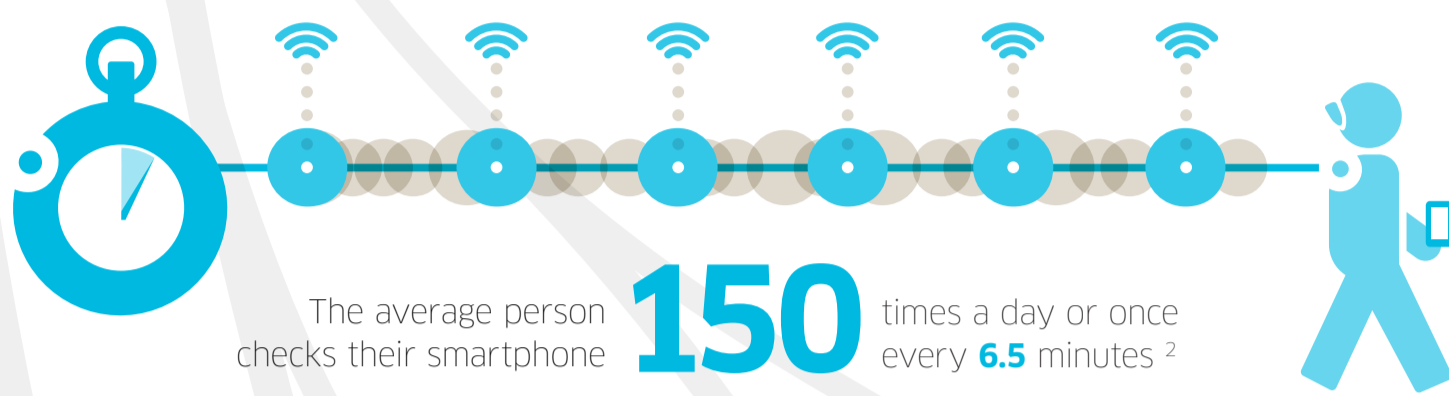 The average person
checks their smartphone
150
times a day or once
every 6.5 minutes 2